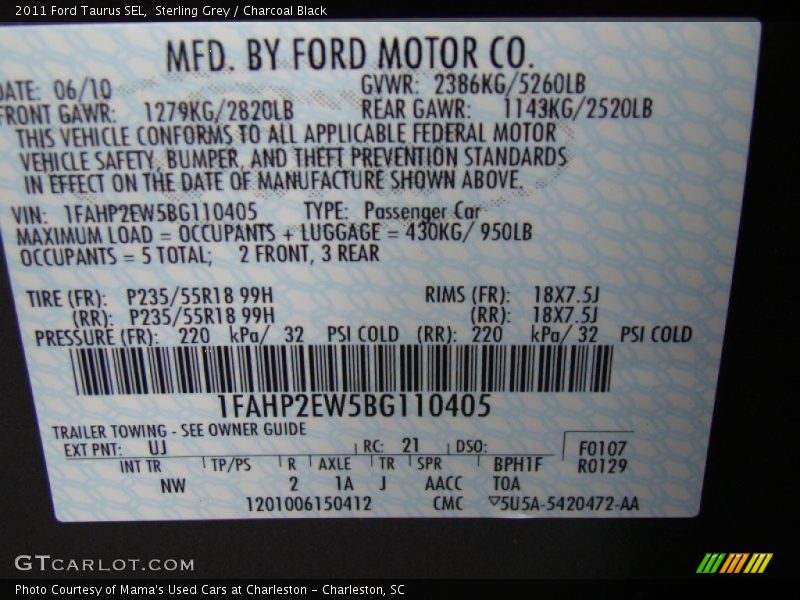 2011 Ford Taurus SEL, Sterling Grey / Charcoal Black
MFD. BY FORD MOTOR CO.
DATE: 06/10 GVWR: 2386KG/5260LB
FRONT GAWR: 1279KG/2820LB REAR GAWR: 1143KG/2520LB
THIS VEHICLE CONFORMS TO ALL APPLICABLE FEDERAL MOTOR
VEHICLE SAFETY, BUMPER, AND THEFT PREVENTION STANDARDS
IN EFFECT ON THE DATE OF MANUFACTURE SHOWN ABOVE.
VIN: 1FAHP2EW5BG110405 TYPE: Passenger Car
MAXIMUM LOAD = OCCUPANTS + LUGGAGE = 430KG/ 950LB
OCCUPANTS = 5 TOTAL; 2 FRONT, 3 REAR
TIRE (FR): P235/55R18 99H RIMS (FR): 18X7.5J
(RR): P235/55R18 99H (RR): 18X7.5J
PRESSURE (FR): 220 kPa/ 32 PSI COLD (RR): 220 kPa/ 32 PSI COLD
1FAHP2EW5BG110405
TRAILER TOWING - SEE OWNER GUIDE
EXT PNT: UJ RC: 21 DSO: F0107
INT TR TP/PS R AXLE TR SPR BPH1F R0129
NW 2 1A J AACC TOA
1201006150412 CMC ▽5U5A-5420472-AA
GTCARLOT.COM
Photo Courtesy of Mama's Used Cars at Charleston - Charleston, SC